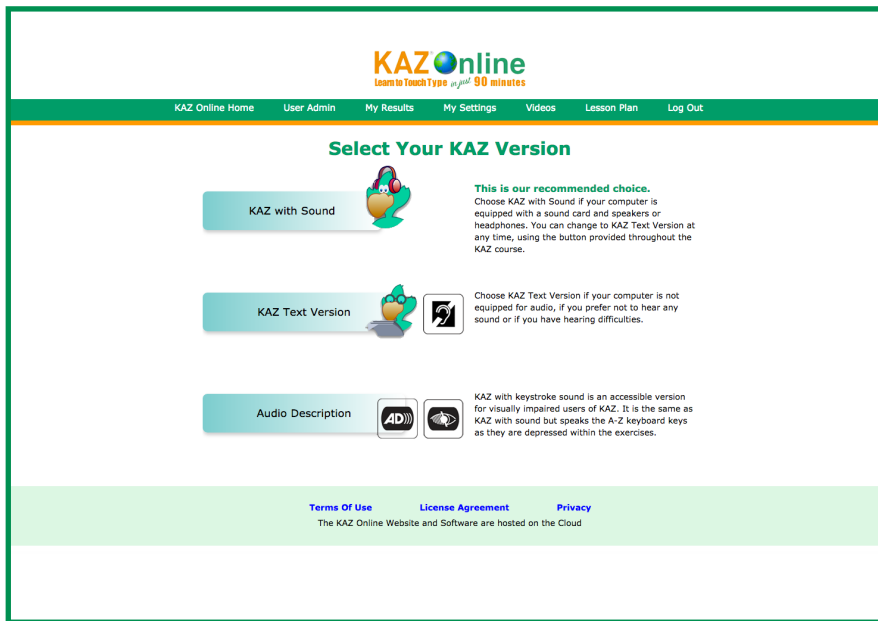 KAZ Online
Learn to Touch Type in just 90 minutes
KAZ Online Home User Admin My Results My Settings Videos Lesson Plan Log Out
Select Your KAZ Version
KAZ with Sound
This is our recommended choice.
Choose KAZ with Sound if your computer is
equipped with a sound card and speakers or
headphones. You can change to KAZ Text Version at
any time, using the button provided throughout the
KAZ course.
KAZ Text Version
Choose KAZ Text Version if your computer is not
equipped for audio, if you prefer not to hear any
sound or if you have hearing difficulties.
Audio Description
AD)))
KAZ with keystroke sound is an accessible version
for visually impaired users of KAZ. It is the same as
KAZ with sound but speaks the A-Z keyboard keys
as they are depressed within the exercises.
Terms Of Use License Agreement Privacy
The KAZ Online Website and Software are hosted on the Cloud